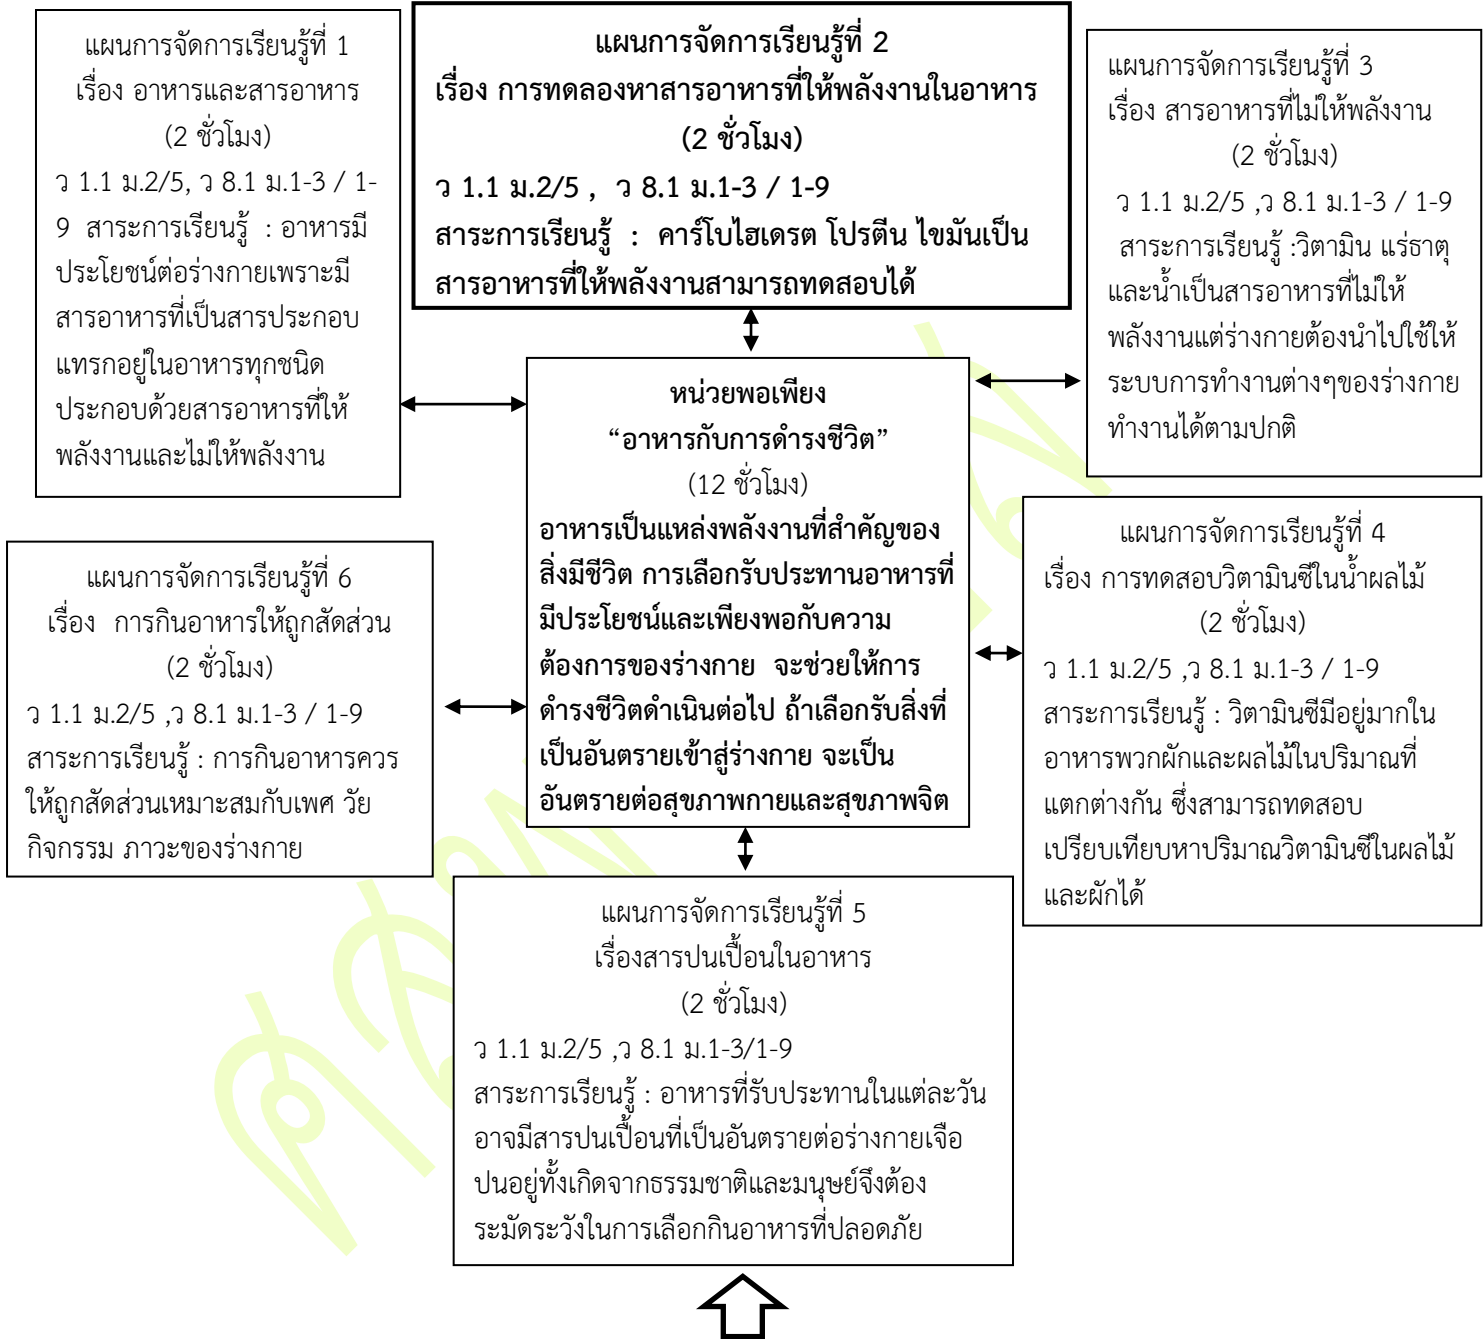 แผนการจัดการเรียนรู้ที่ 1
เรื่อง อาหารและสารอาหาร
(2 ชั่วโมง)
ว 1.1 ม.2/5, ว 8.1 ม.1-3 / 1-
9 สาระการเรียนรู้ : อาหารมี
ประโยชน์ต่อร่างกายเพราะมี
สารอาหารที่เป็นสารประกอบ
แทรกอยู่ในอาหารทุกชนิด
ประกอบด้วยสารอาหารที่ให้
พลังงานและไม่ให้พลังงาน
แผนการจัดการเรียนรู้ที่ 2
เรื่อง การทดลองหาสารอาหารที่ให้พลังงานในอาหาร
(2 ชั่วโมง)
ว 1.1 ม.2/5 , ว 8.1 ม.1-3 / 1-9
สาระการเรียนรู้ : คาร์โบไฮเดรต โปรตีน ไขมันเป็น
สารอาหารที่ให้พลังงานสามารถทดสอบได้
แผนการจัดการเรียนรู้ที่ 3
เรื่อง สารอาหารที่ไม่ให้พลังงาน
(2 ชั่วโมง)
ว 1.1 ม.2/5 ,ว 8.1 ม.1-3 / 1-9
สาระการเรียนรู้ :วิตามิน แร่ธาตุ
และน้ำเป็นสารอาหารที่ไม่ให้
พลังงานแต่ร่างกายต้องนำไปใช้ให้
ระบบการทำงานต่างๆของร่างกาย
ทำงานได้ตามปกติ
หน่วยพอเพียง
“อาหารกับการดำรงชีวิต”
(12 ชั่วโมง)
อาหารเป็นแหล่งพลังงานที่สำคัญของ
สิ่งมีชีวิต การเลือกรับประทานอาหารที่
มีประโยชน์และเพียงพอกับความ
ต้องการของร่างกาย จะช่วยให้การ
ดำรงชีวิตดำเนินต่อไป ถ้าเลือกรับสิ่งที่
เป็นอันตรายเข้าสู่ร่างกาย จะเป็น
อันตรายต่อสุขภาพกายและสุขภาพจิต
แผนการจัดการเรียนรู้ที่ 4
เรื่อง การทดสอบวิตามินซีในน้ำผลไม้
(2 ชั่วโมง)
ว 1.1 ม.2/5 ,ว 8.1 ม.1-3 / 1-9
สาระการเรียนรู้ : วิตามินซีมีอยู่มากใน
อาหารพวกผักและผลไม้ในปริมาณที่
แตกต่างกัน ซึ่งสามารถทดสอบ
เปรียบเทียบหาปริมาณวิตามินซีในผลไม้
และผักได้
แผนการจัดการเรียนรู้ที่ 6
เรื่อง การกินอาหารให้ถูกสัดส่วน
(2 ชั่วโมง)
ว 1.1 ม.2/5 ,ว 8.1 ม.1-3 / 1-9
สาระการเรียนรู้ : การกินอาหารควร
ให้ถูกสัดส่วนเหมาะสมกับเพศ วัย
กิจกรรม ภาวะของร่างกาย
แผนการจัดการเรียนรู้ที่ 5
เรื่องสารปนเปื้อนในอาหาร
(2 ชั่วโมง)
ว 1.1 ม.2/5 ,ว 8.1 ม.1-3/1-9
สาระการเรียนรู้ : อาหารที่รับประทานในแต่ละวัน
อาจมีสารปนเปื้อนที่เป็นอันตรายต่อร่างกายเจือ
ปนอยู่ทั้งเกิดจากธรรมชาติและมนุษย์จึงต้อง
ระมัดระวังในการเลือกกินอาหารที่ปลอดภัย